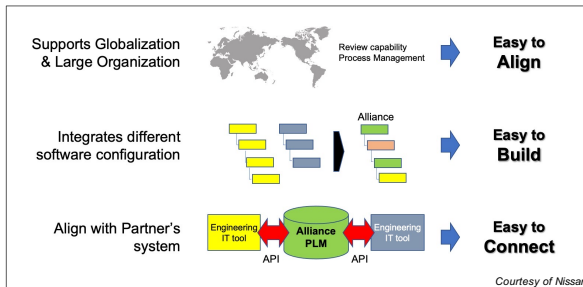 Supports Globalization
& Large Organization
Review capability
Process Management
Easy to
Align
Integrates different
software configuration
Alliance
Easy to
Build
Align with Partner's
system
Engineering
IT tool
API
Alliance
PLM
API
Engineering
IT tool
Easy to
Connect
Courtesy of Nissan